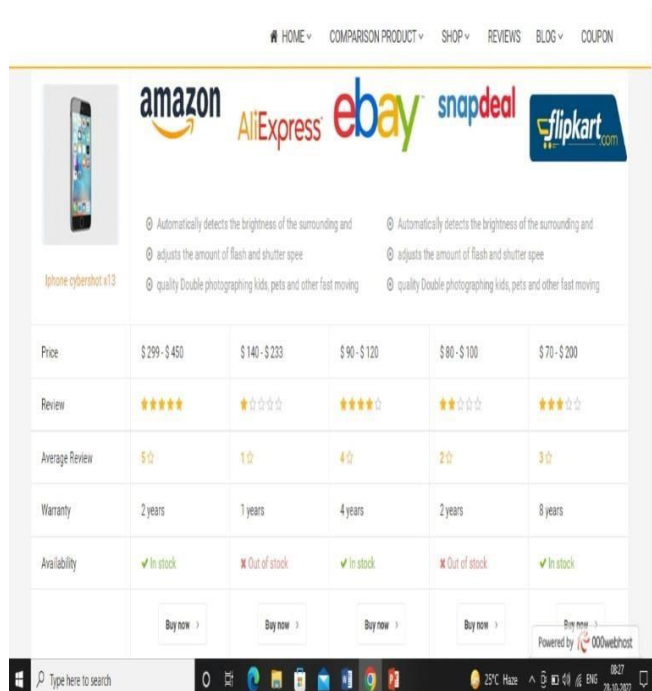 HOME COMPARISON PRODUCT SHOP REVIEWS BLOG COUPON
amazon AliExpress ebay snapdeal flipkart.com
Automatically detects the brightness of the surrounding and Automatically detects the brightness of the surrounding and
adjusts the amount of flash and shutter spee adjusts the amount of flash and shutter spee
Iphone cybershot x13 quality Double photographing kids, pets and other fast moving quality Double photographing kids, pets and other fast moving
Price $ 299 - $ 450 $ 140 - $ 233 $ 90 - $ 120 $ 80 - $ 100 $ 70 - $ 200
Review
Average Review 5 1 4 2 3
Warranty 2 years 1 years 4 years 2 years 8 years
Availability In stock Out of stock In stock Out of stock In stock
Buy now Buy now Buy now Buy now Buy now
Powered by 000webhost
Type here to search 25°C Haze ENG 08:27
20-10-2022